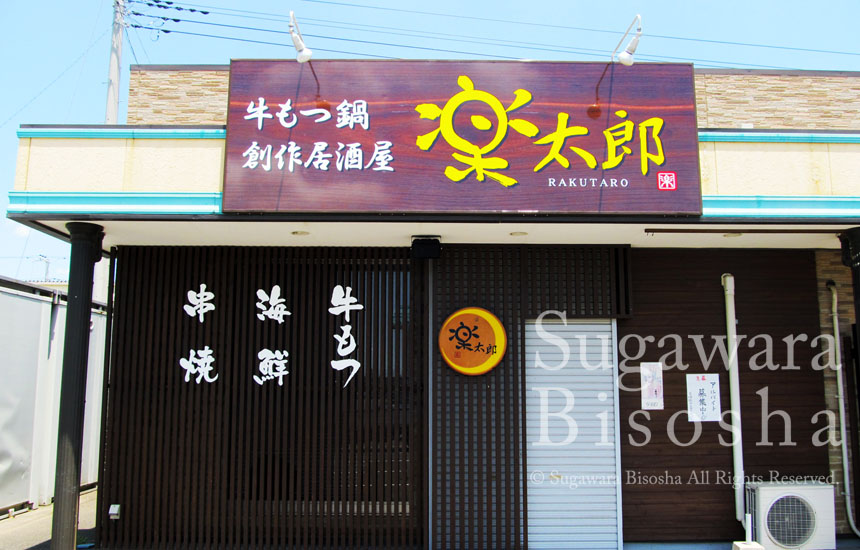 牛もつ鍋
創作居酒屋
楽太郎
RAKUTARO
楽
牛もつ
海鮮
串焼
楽太郎
アルバイト
募集中
Sugawara
Bisosha
© Sugawara Bisosha All Rights Reserved.